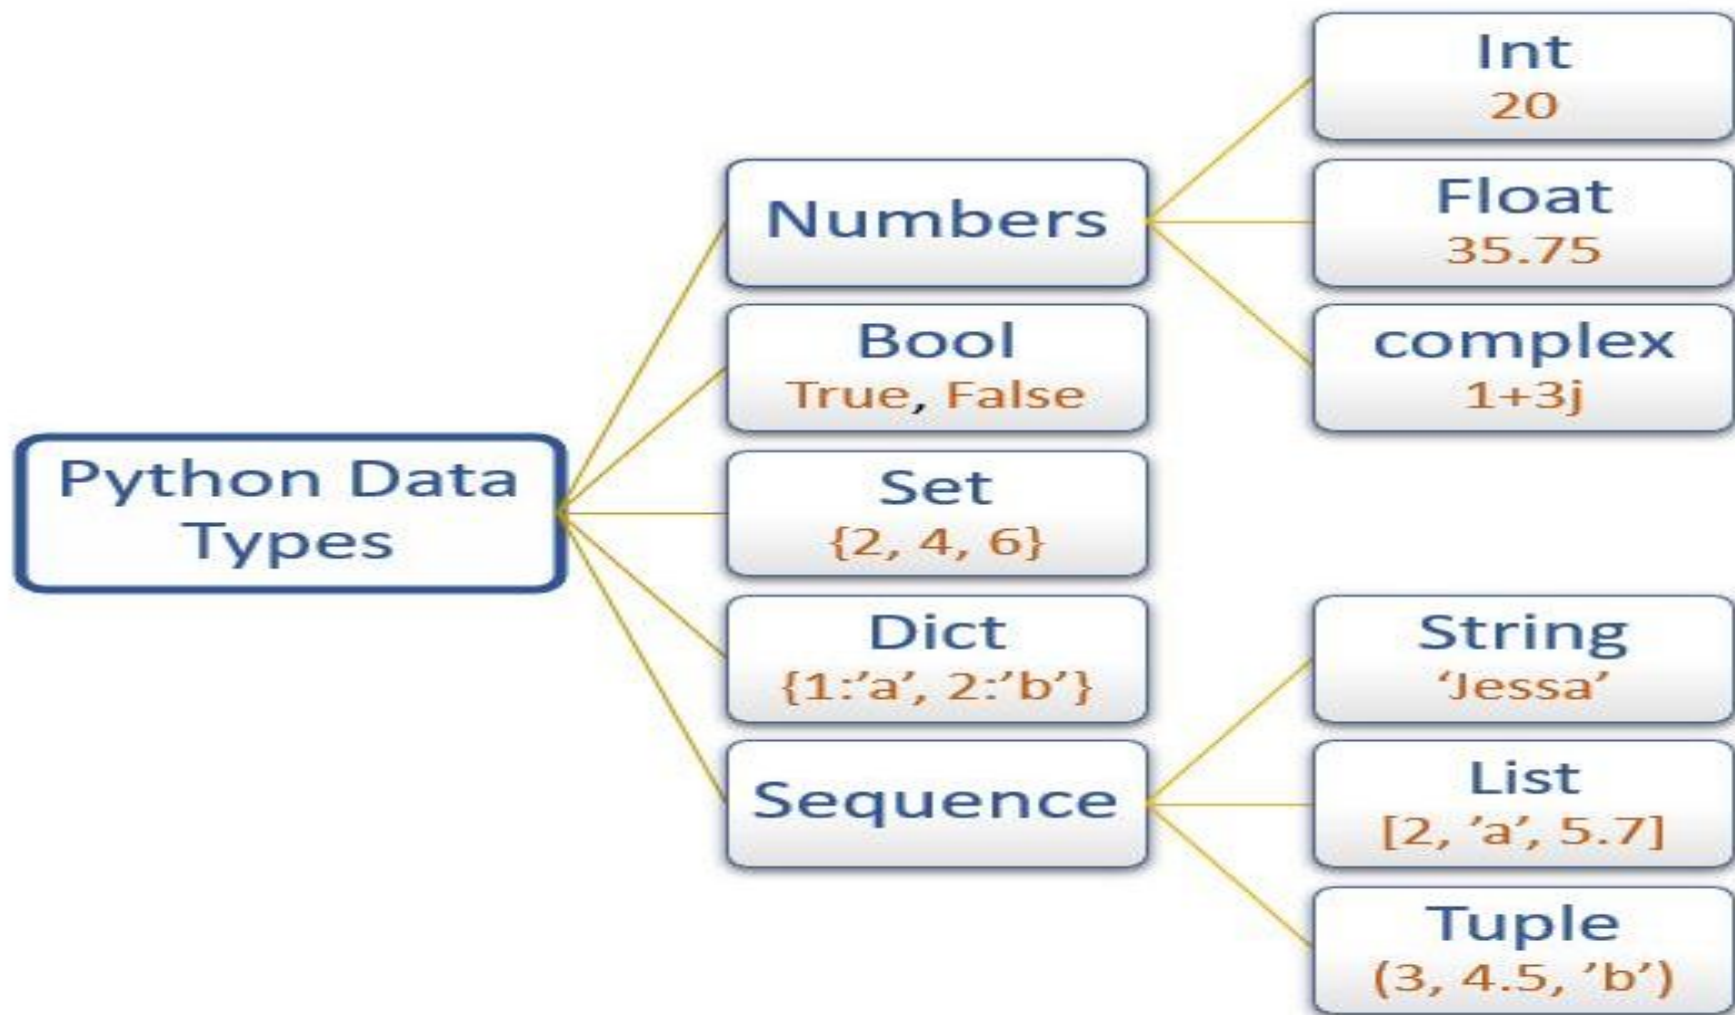 Python Data
Types
Numbers
Int
20
Float
35.75
complex
1+3j
Bool
True, False
Set
{2, 4, 6}
Dict
{1:’a’, 2:’b’}
Sequence
String
‘Jessa’
List
[2, ’a’, 5.7]
Tuple
(3, 4.5, ’b’)